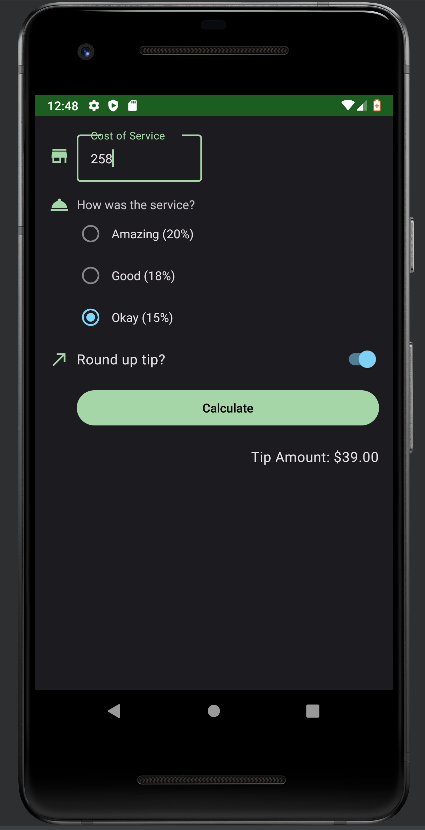 12:48
Cost of Service
258
How was the service?
Amazing (20%)
Good (18%)
Okay (15%)
Round up tip?
Calculate
Tip Amount: $39.00